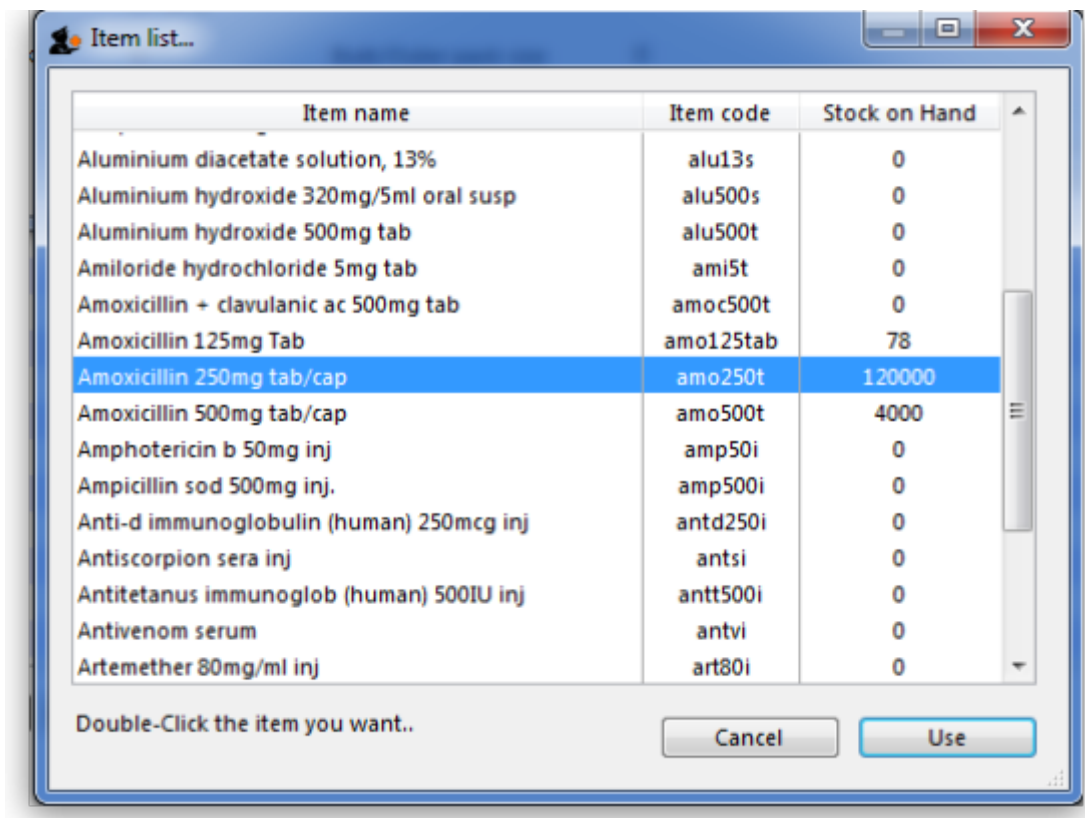 Item list...
Item name Item code Stock on Hand
Aluminium diacetate solution, 13% alu13s 0
Aluminium hydroxide 320mg/5ml oral susp alu500s 0
Aluminium hydroxide 500mg tab alu500t 0
Amiloride hydrochloride 5mg tab ami5t 0
Amoxicillin + clavulanic ac 500mg tab amoc500t 0
Amoxicillin 125mg Tab amo125tab 78
Amoxicillin 250mg tab/cap amo250t 120000
Amoxicillin 500mg tab/cap amo500t 4000
Amphotericin b 50mg inj amp50i 0
Ampicillin sod 500mg inj. amp500i 0
Anti-d immunoglobulin (human) 250mcg inj antd250i 0
Antiscorpion sera inj antsi 0
Antitetanus immunoglob (human) 500IU inj antt500i 0
Antivenom serum antvi 0
Artemether 80mg/ml inj art80i 0
Double-Click the item you want..
Cancel Use